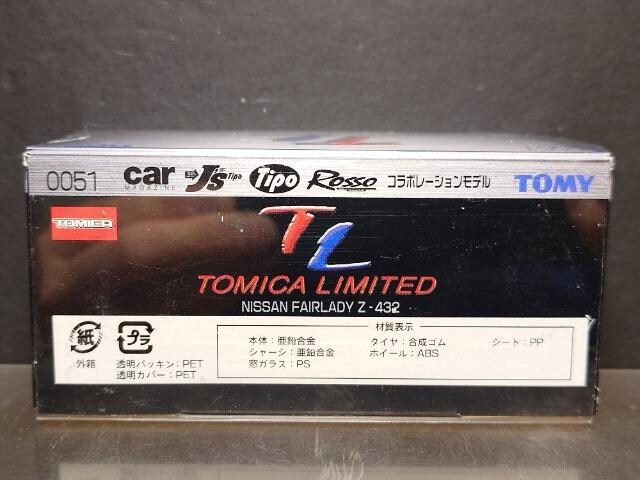 0051 car MAGAZINE J's Tipo Tipo Rosso コラボレーションモデル TOMY
TOMICA
TL
TOMICA LIMITED
NISSAN FAIRLADY Z-432
材質表示
紙 プラ
本体:亜鉛合金 タイヤ:合成ゴム シート:PP
シャーシ:亜鉛合金 ホイール:ABS
窓ガラス:PS
外箱 透明パッキン:PET
透明カバー:PET